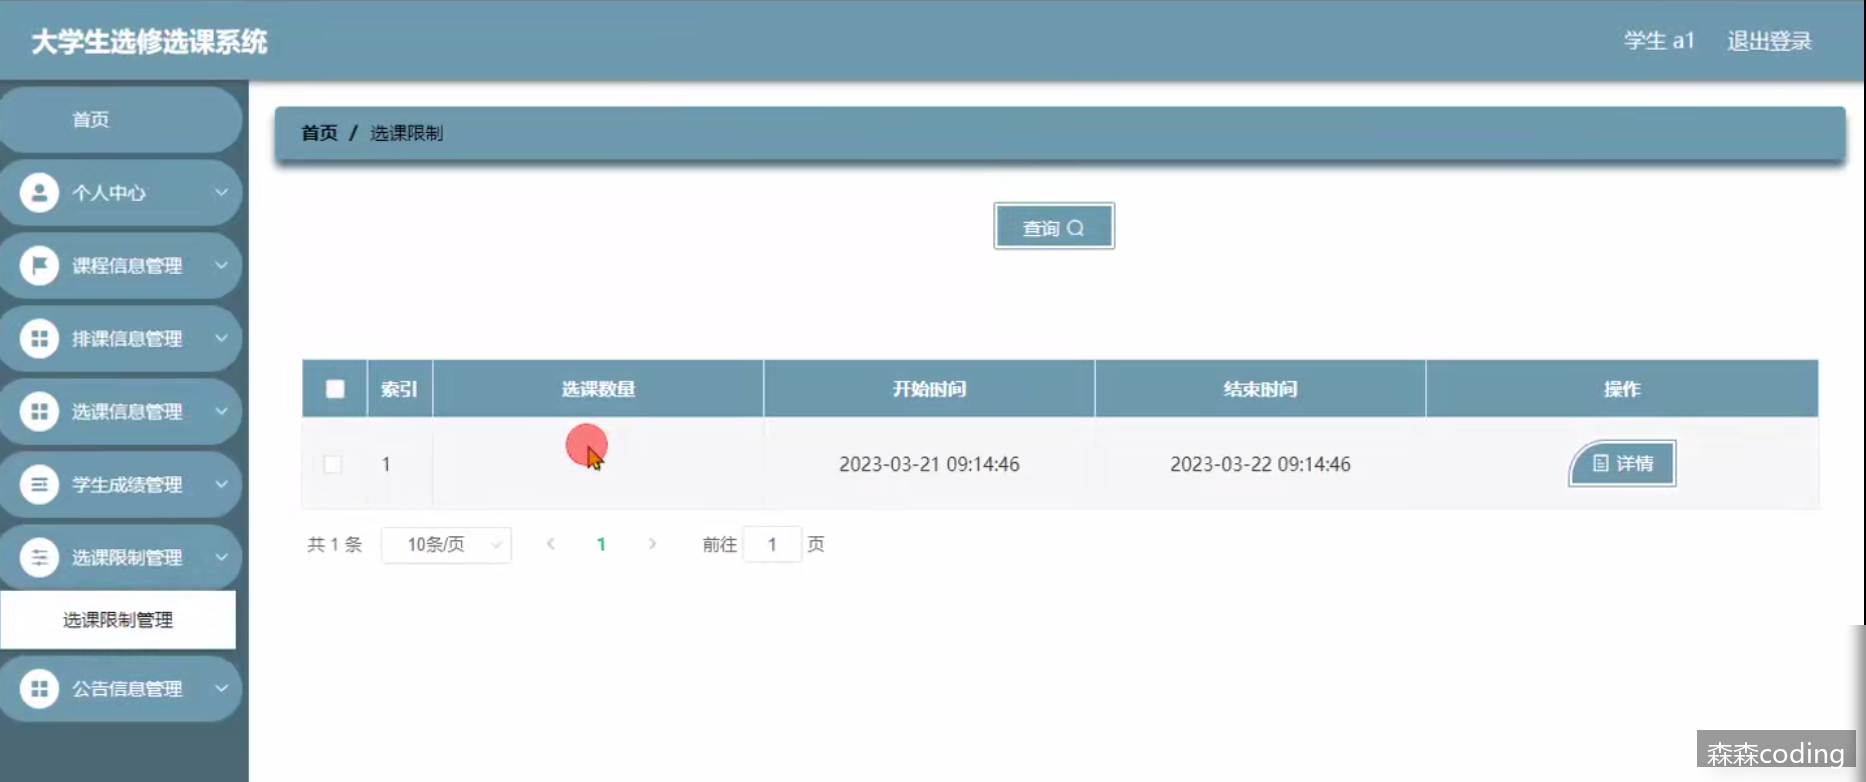 大学生选修选课系统
学生 a1 退出登录
首页
个人中心
课程信息管理
排课信息管理
选课信息管理
学生成绩管理
选课限制管理
选课限制管理
公告信息管理
首页 / 选课限制
查询
索引 选课数量 开始时间 结束时间 操作
1 2023-03-21 09:14:46 2023-03-22 09:14:46 详情
共 1 条 10条/页 1 前往 1 页
森森coding